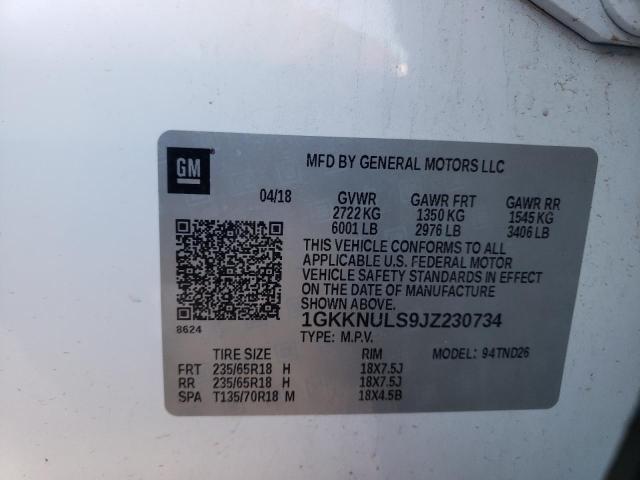 GM
MFD BY GENERAL MOTORS LLC
04/18 GVWR GAWR FRT GAWR RR
2722 KG 1350 KG 1545 KG
6001 LB 2976 LB 3406 LB
THIS VEHICLE CONFORMS TO ALL
APPLICABLE U.S. FEDERAL MOTOR
VEHICLE SAFETY STANDARDS IN EFFECT
ON THE DATE OF MANUFACTURE
SHOWN ABOVE.
8624 1GKKNULS9JZ230734
TYPE: M.P.V. MODEL: 94TND26
TIRE SIZE RIM
FRT 235/65R18 H 18X7.5J
RR 235/65R18 H 18X7.5J
SPA T135/70R18 M 18X4.5B